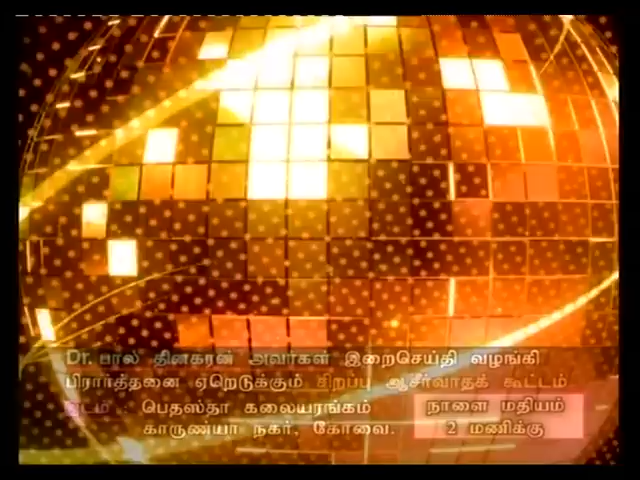 Dr. பால் தினகரன் அவர்கள் இறைசெய்தி வழங்கி
பிரார்த்தனை ஏறெடுக்கும் சிறப்பு ஆசீர்வாதக் கூட்டம்
இடம் : பெதஸ்தா கலையரங்கம்
காருண்யா நகர், கோவை.
நாளை மதியம்
2 மணிக்கு